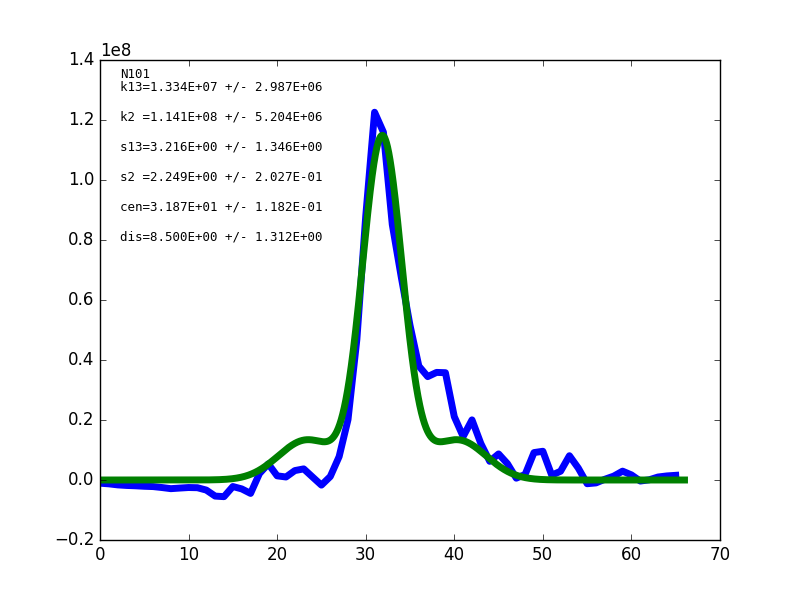 1e8
N101
k13=1.334E+07 +/- 2.987E+06
k2 =1.141E+08 +/- 5.204E+06
s13=3.216E+00 +/- 1.346E+00
s2 =2.249E+00 +/- 2.027E-01
cen=3.187E+01 +/- 1.182E-01
dis=8.500E+00 +/- 1.312E+00
1.4
1.2
1.0
0.8
0.6
0.4
0.2
0.0
−0.2
0 10 20 30 40 50 60 70